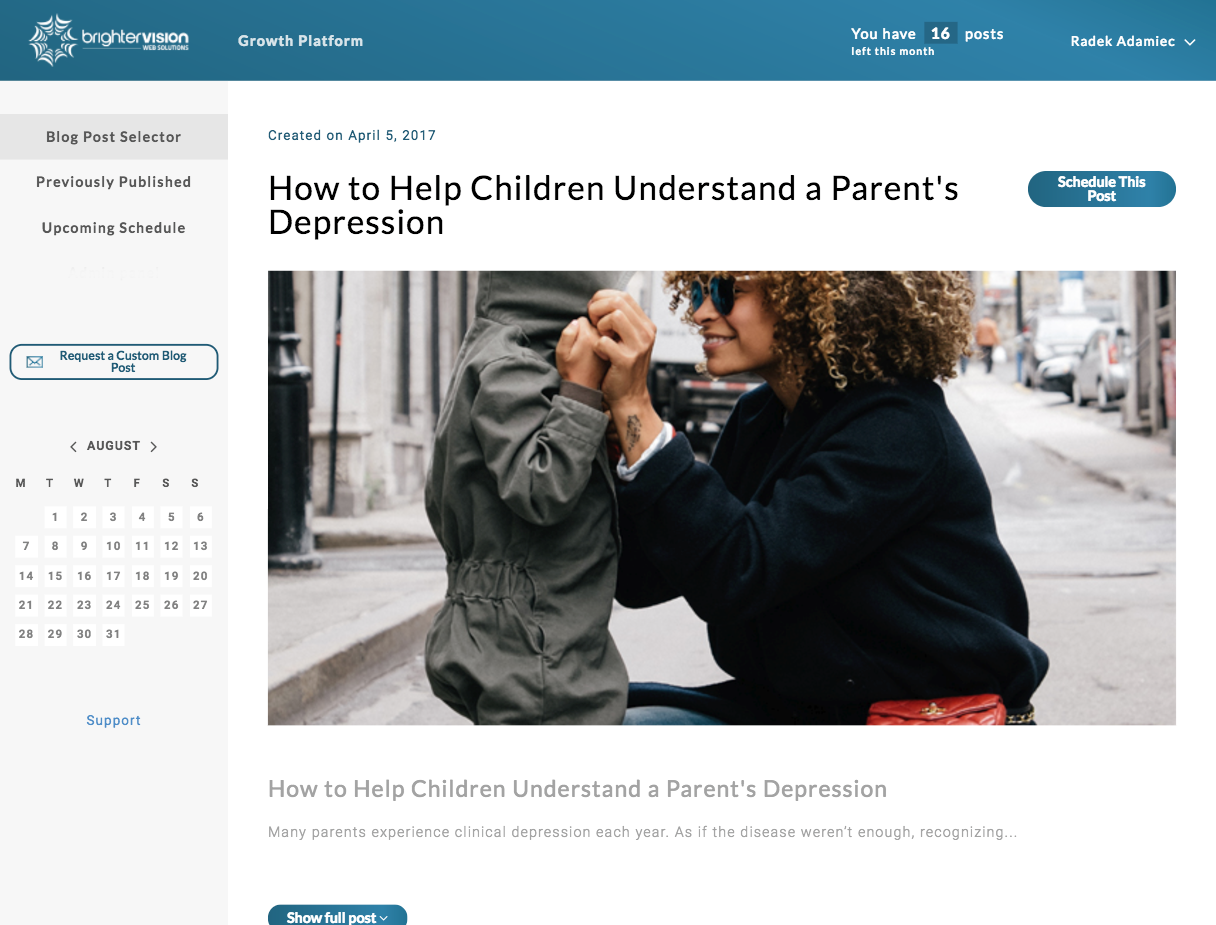 brightervision
WEB SOLUTIONS
Growth Platform
You have 16 posts
left this month
Radek Adamiec
Blog Post Selector
Previously Published
Upcoming Schedule
Request a Custom Blog
Post
AUGUST
M T W T F S S
1 2 3 4 5 6
7 8 9 10 11 12 13
14 15 16 17 18 19 20
21 22 23 24 25 26 27
28 29 30 31
Support
Created on April 5, 2017
How to Help Children Understand a Parent's
Depression
Schedule This
Post
How to Help Children Understand a Parent's Depression
Many parents experience clinical depression each year. As if the disease weren’t enough, recognizing...
Show full post